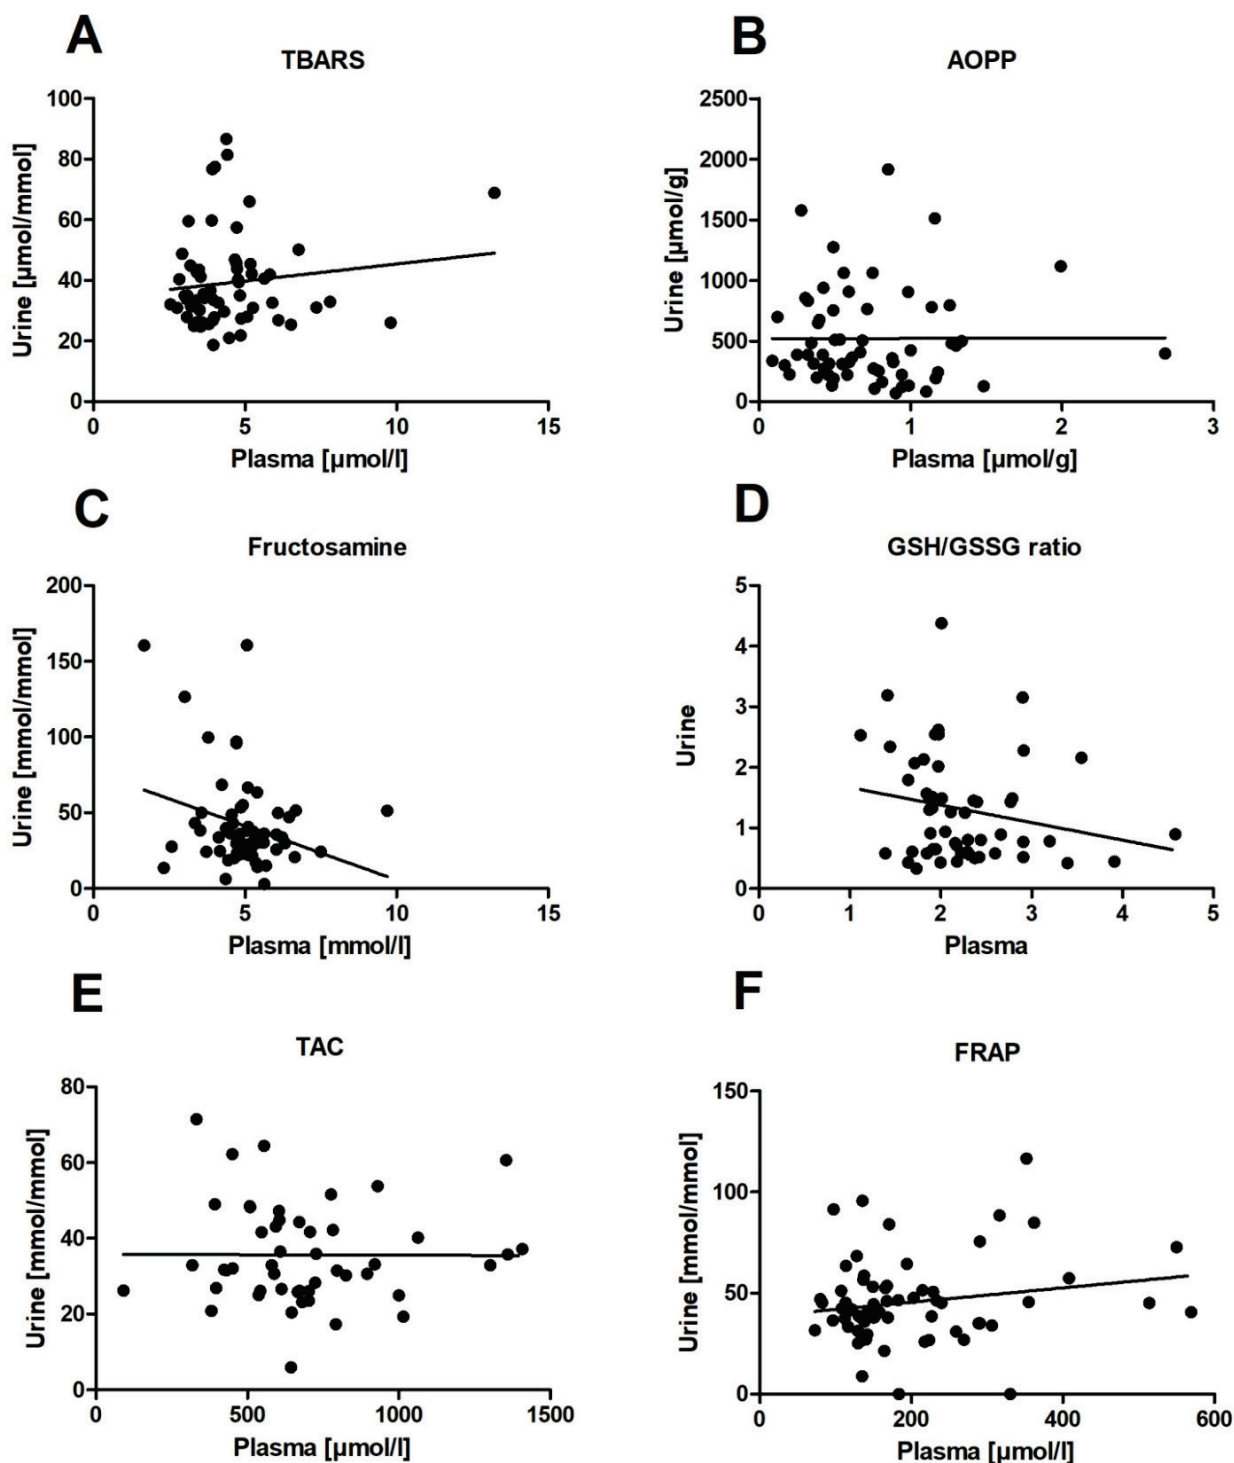 A
TBARS
Urine [µmol/mmol]
100
80
60
40
20
0
0 5 10 15
Plasma [µmol/l]
B
AOPP
Urine [µmol/g]
2500
2000
1500
1000
500
0
0 1 2 3
Plasma [µmol/g]
C
Fructosamine
Urine [mmol/mmol]
200
150
100
50
0
0 5 10 15
Plasma [mmol/l]
D
GSH/GSSG ratio
Urine
5
4
3
2
1
0
0 1 2 3 4 5
Plasma
E
TAC
Urine [mmol/mmol]
80
60
40
20
0
0 500 1000 1500
Plasma [µmol/l]
F
FRAP
Urine [mmol/mmol]
150
100
50
0
0 200 400 600
Plasma [µmol/l]